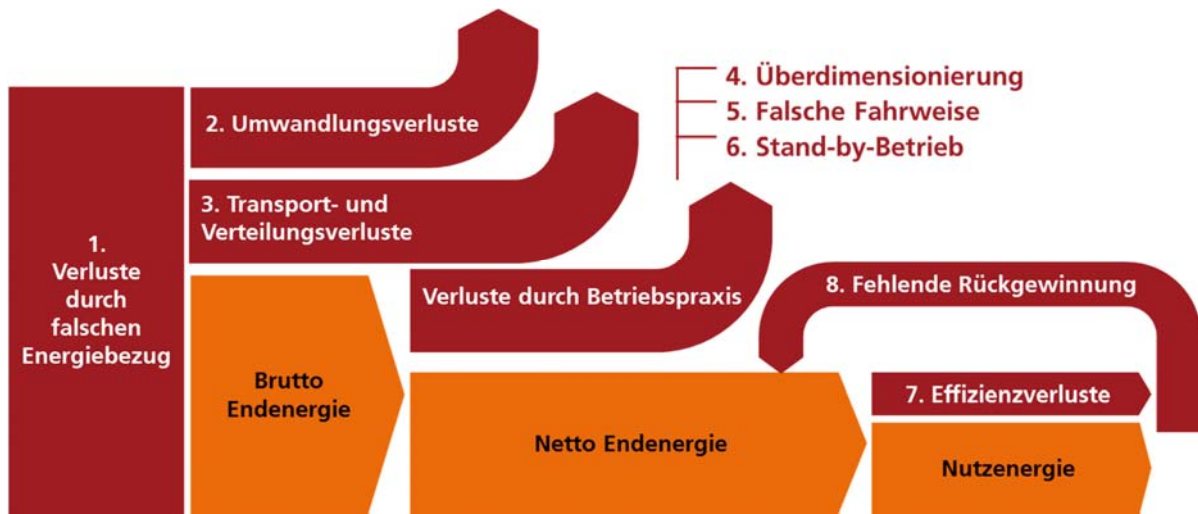 2. Umwandlungsverluste
4. Überdimensionierung
5. Falsche Fahrweise
6. Stand-by-Betrieb
3. Transport- und
Verteilungsverluste
1.
Verluste
durch
falschen
Energiebezug
Verluste durch Betriebspraxis
8. Fehlende Rückgewinnung
Brutto
Endenergie
Netto Endenergie
7. Effizienzverluste
Nutzenergie